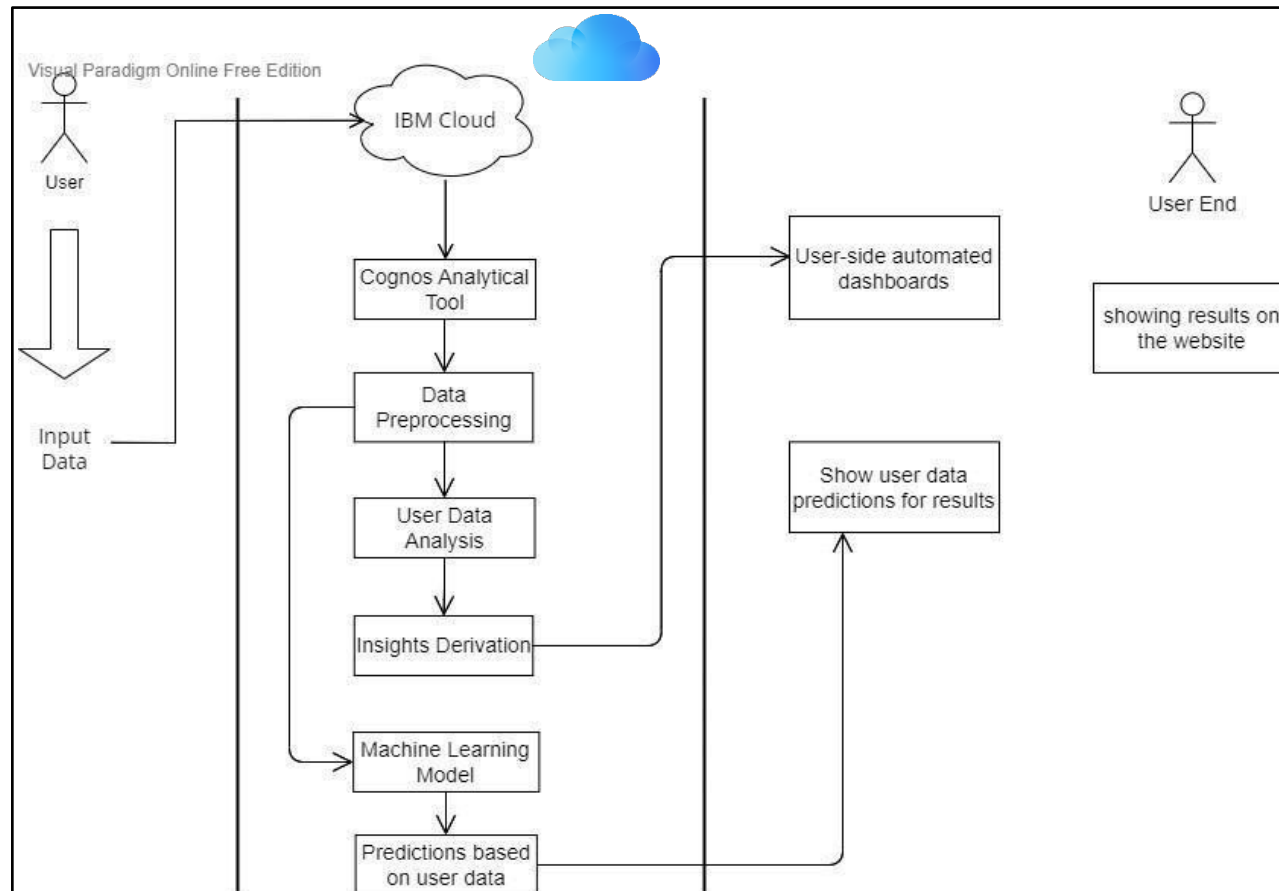 Visual Paradigm Online Free Edition
User
Input
Data
IBM Cloud
Cognos Analytical
Tool
Data
Preprocessing
User Data
Analysis
Insights Derivation
Machine Learning
Model
Predictions based
on user data
User-side automated
dashboards
Show user data
predictions for results
User End
showing results on
the website